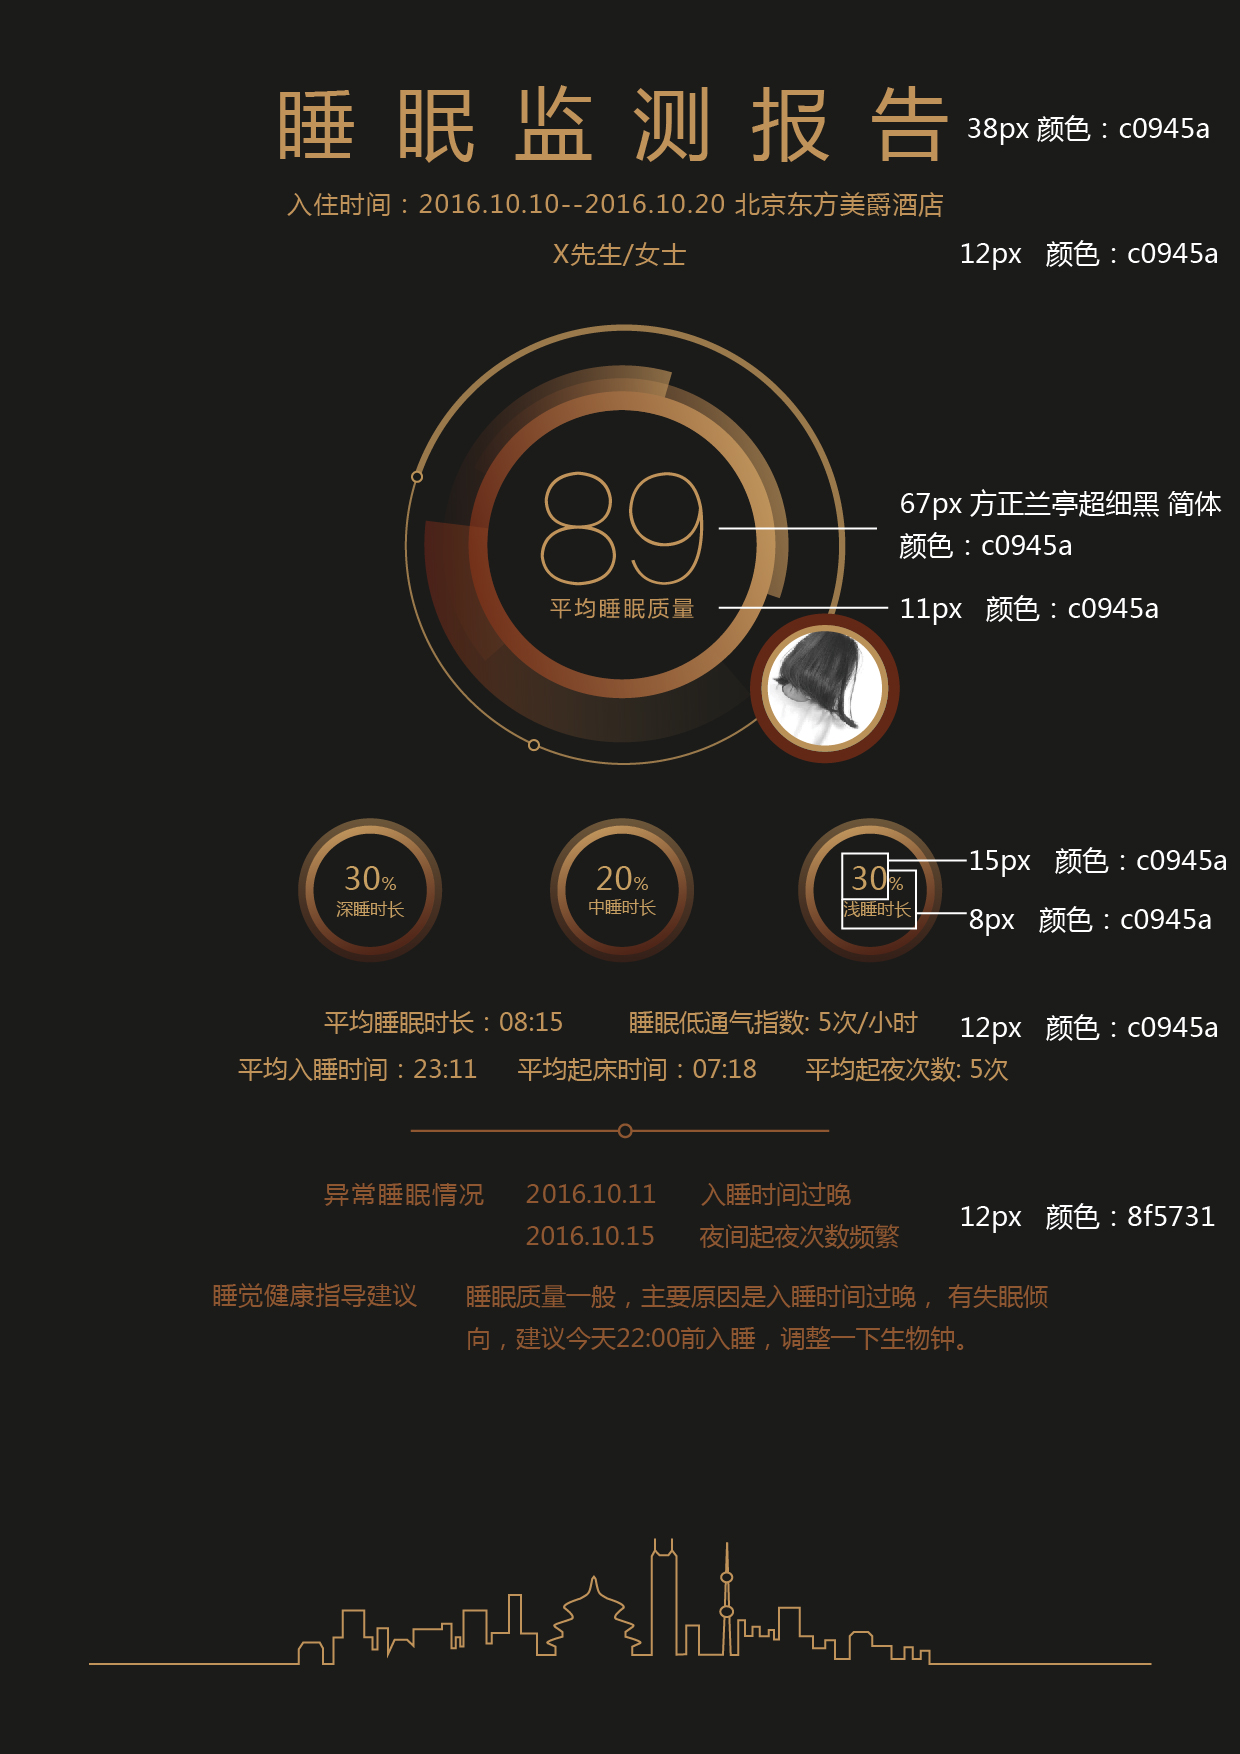 睡眠监测报告 38px 颜色：c0945a
入住时间：2016.10.10--2016.10.20 北京东方美爵酒店
X先生/女士 12px 颜色：c0945a
89
67px 方正兰亭超细黑 简体
颜色：c0945a
平均睡眠质量 11px 颜色：c0945a
30%
深睡时长
20%
中睡时长
30% 15px 颜色：c0945a
浅睡时长 8px 颜色：c0945a
平均睡眠时长：08:15 睡眠低通气指数: 5次/小时 12px 颜色：c0945a
平均入睡时间：23:11 平均起床时间：07:18 平均起夜次数: 5次
异常睡眠情况 2016.10.11 入睡时间过晚
12px 颜色：8f5731
2016.10.15 夜间起夜次数频繁
睡觉健康指导建议 睡眠质量一般，主要原因是入睡时间过晚， 有失眠倾
向，建议今天22:00前入睡，调整一下生物钟。